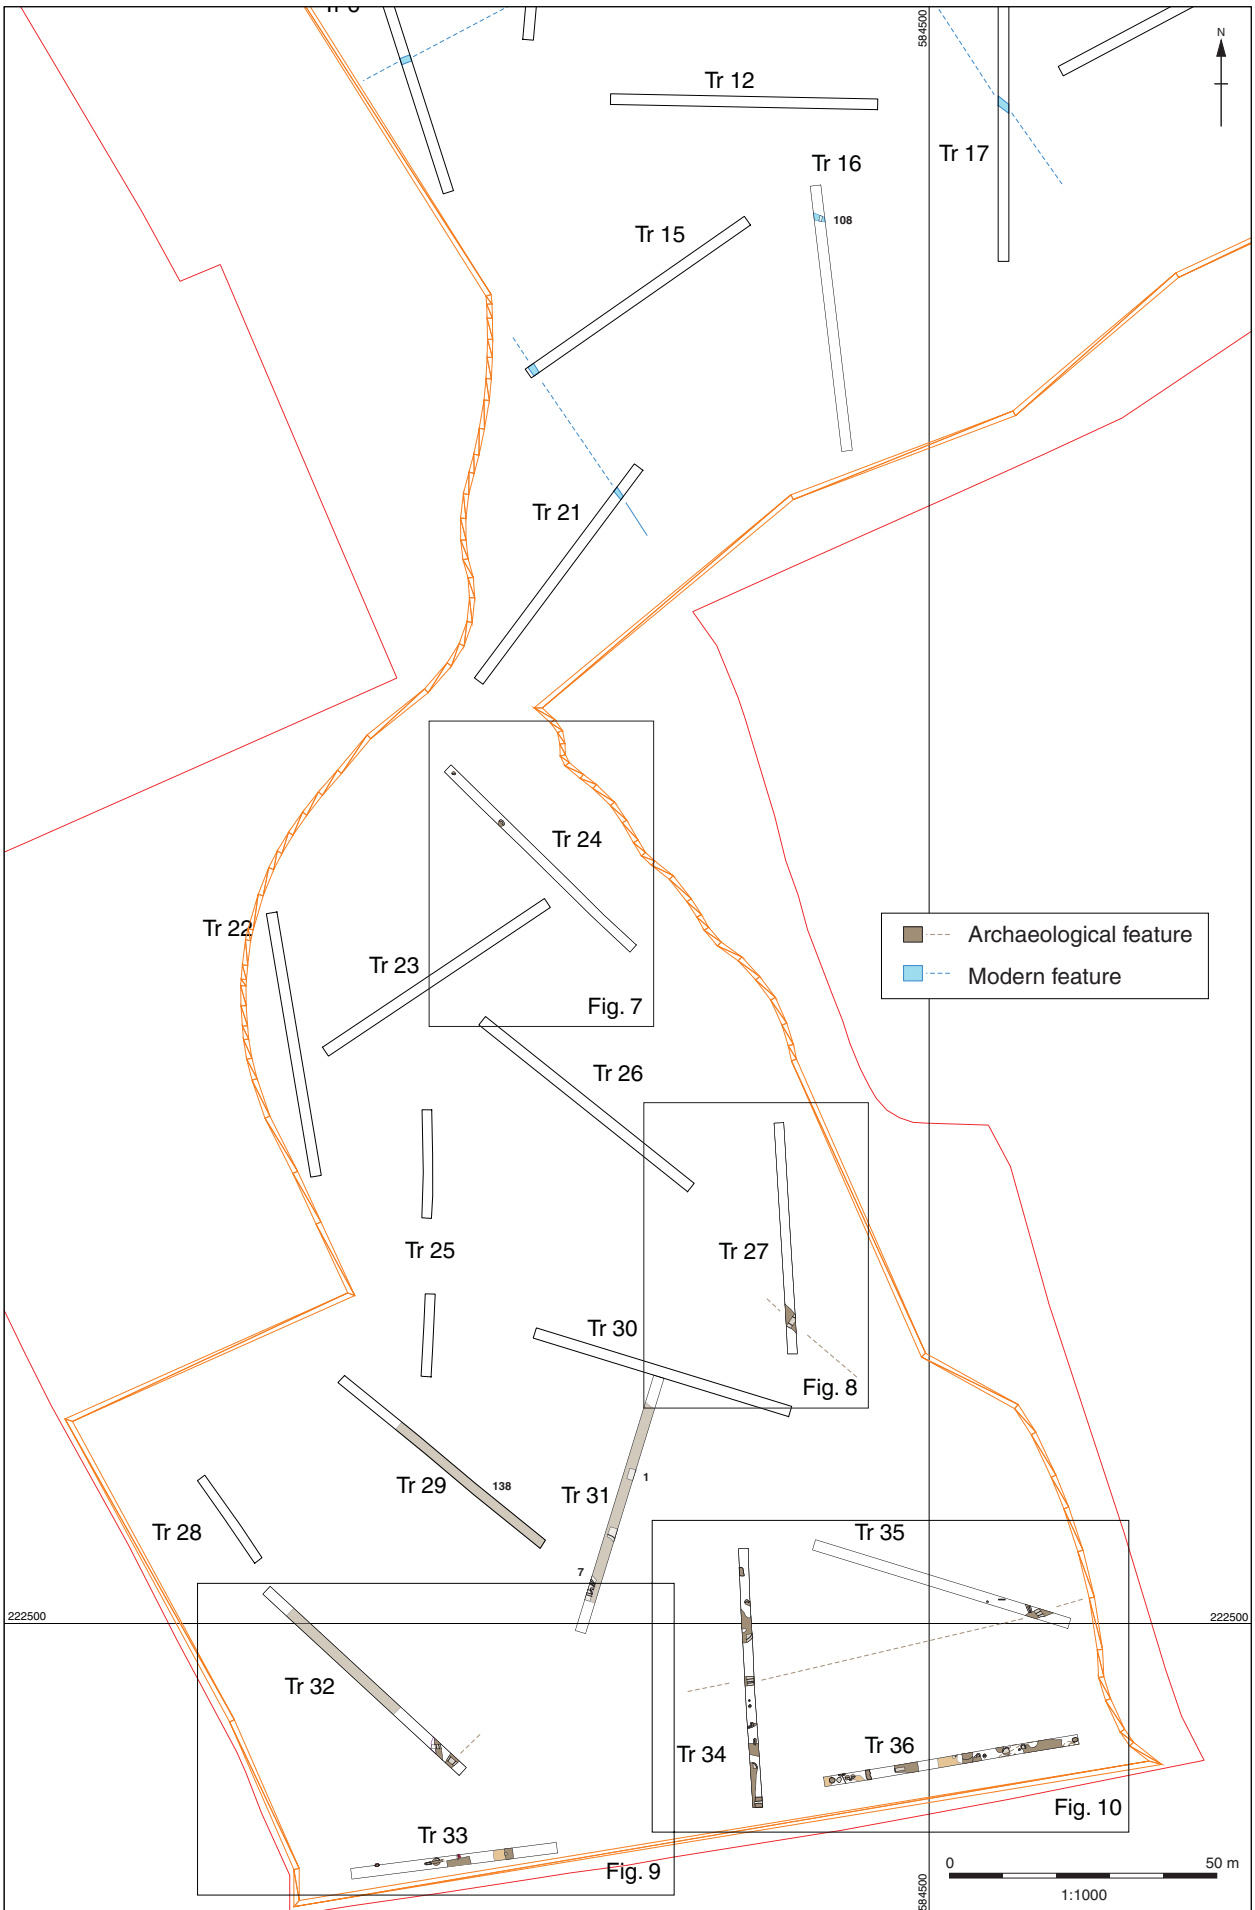 584500
N
Tr 12
Tr 17
Tr 16
108
Tr 15
Tr 21
Tr 24
Tr 22
Archaeological feature
Tr 23
Modern feature
Fig. 7
Tr 26
Tr 25
Tr 27
Tr 30
Fig. 8
Tr 29
138
1
Tr 31
Tr 28
Tr 35
7
222500
222500
Tr 32
Tr 34
Tr 36
Fig. 10
Tr 33
Fig. 9
0
50 m
1:1000
584500